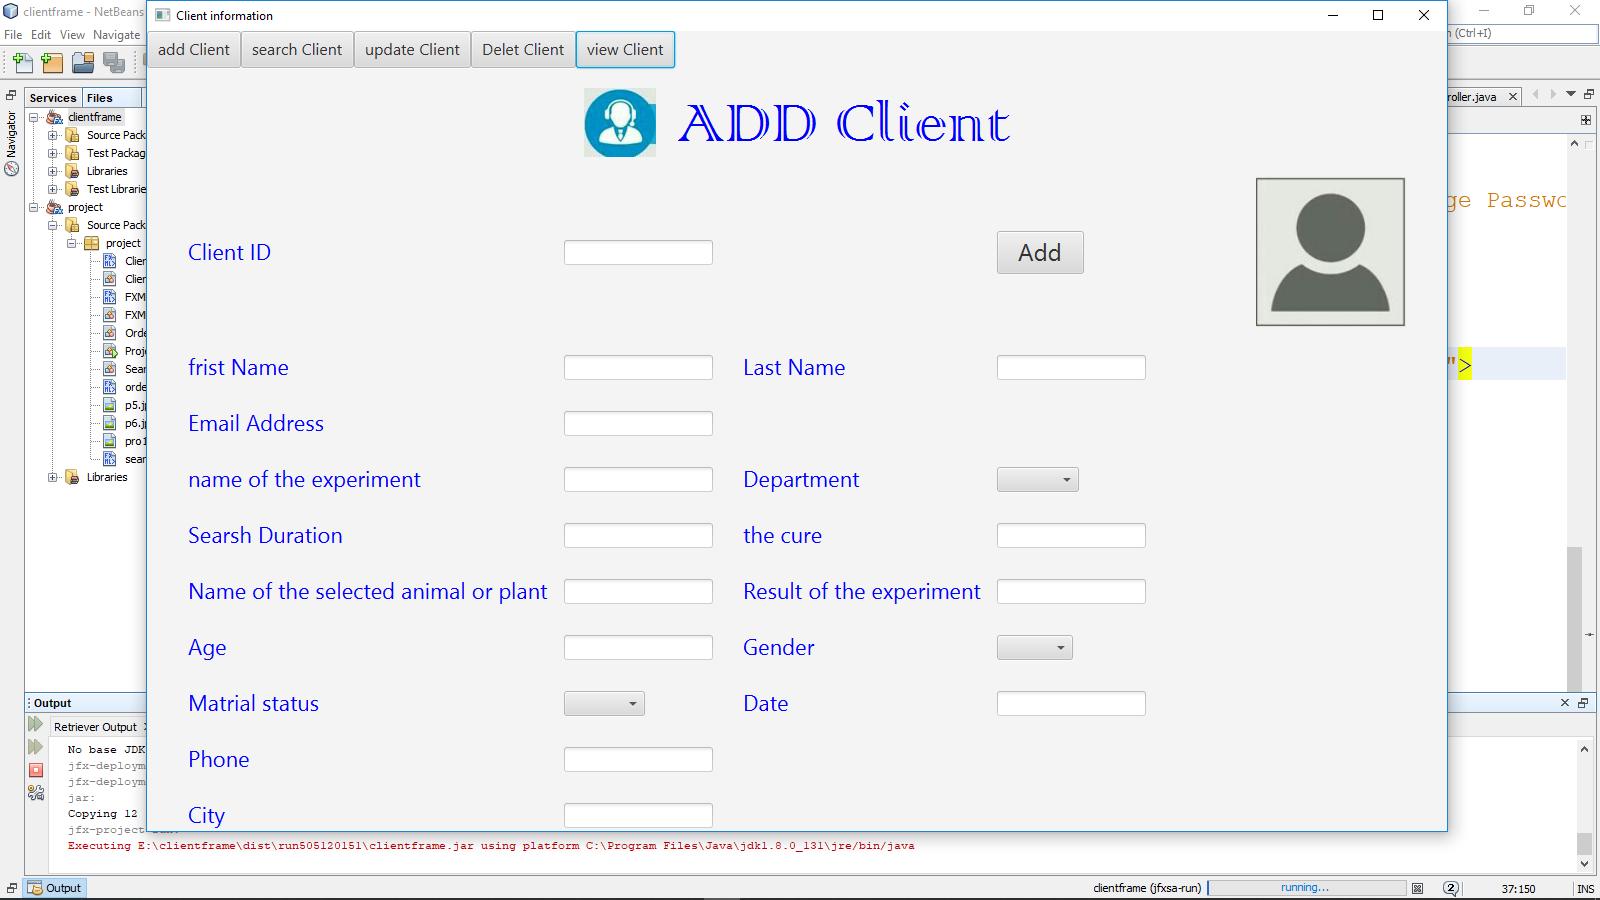 clientframe - NetBeans
Client information
File Edit View Navigate
(Ctrl+I)
add Client search Client update Client Delet Client view Client
Services Files
roller.java
Navigator
ADD Client
clientframe
Source Pack
Test Packag
Libraries
Test Librarie
project
Source Pack
project
Clier
Clier
FXM
FXM
Orde
Proj
Sear
orde
p5.j
p6.j
pro1
sear
Libraries
ge Passwo
Client ID
Add
">
frist Name Last Name
Email Address
name of the experiment Department
Searsh Duration the cure
Name of the selected animal or plant Result of the experiment
Age Gender
Matrial status Date
Phone
City
Output
Retriever Output
No base JDK
jfx-deploym
jfx-deploym
jar:
Copying 12
jfx-project
Executing E:\clientframe\dist\run505120151\clientframe.jar using platform C:\Program Files\Java\jdk1.8.0_131\jre/bin/java
Output
clientframe (jfxsa-run) running... 2 37:150 INS